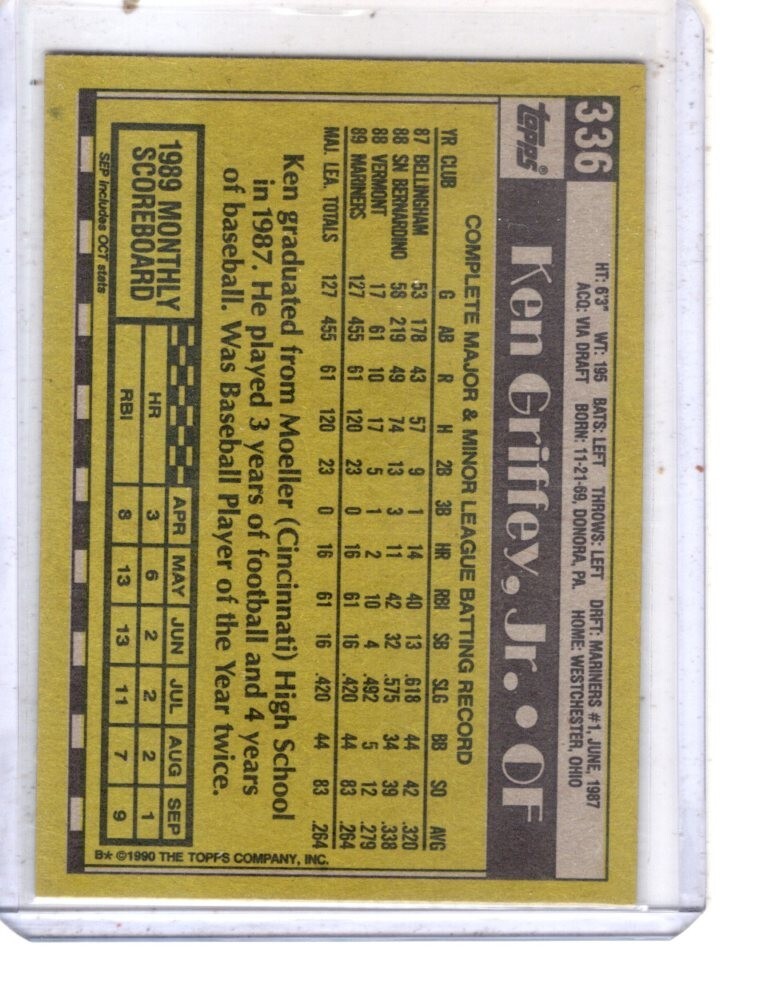 336
HT: 6'3" WT: 195 BATS: LEFT THROWS: LEFT DRFT: MARINERS #1, JUNE, 1987
ACQ: VIA DRAFT BORN: 11-21-69, DONORA, PA. HOME: WESTCHESTER, OHIO
Topps®
Ken Griffey, Jr. • OF
COMPLETE MAJOR & MINOR LEAGUE BATTING RECORD
YR CLUB G AB R H 2B 3B HR RBI SB SLG BB SO AVG
87 BELLINGHAM 53 178 43 57 9 1 14 40 13 .618 44 42 .320
88 SN BERNARDINO 58 219 49 74 13 3 11 42 32 .575 34 39 .338
88 VERMONT 17 61 10 17 5 1 2 10 4 .492 5 12 .279
89 MARINERS 127 455 61 120 23 0 16 61 16 .420 44 83 .264
MAJ. LEA. TOTALS 127 455 61 120 23 0 16 61 16 .420 44 83 .264
Ken graduated from Moeller (Cincinnati) High School
in 1987. He played 3 years of football and 4 years
of baseball. Was Baseball Player of the Year twice.
1989 MONTHLY
SCOREBOARD
SEP includes OCT stats
APR MAY JUN JUL AUG SEP
HR 3 6 2 2 2 1
RBI 8 13 13 11 7 9
B* ©1990 THE TOPPS COMPANY, INC.